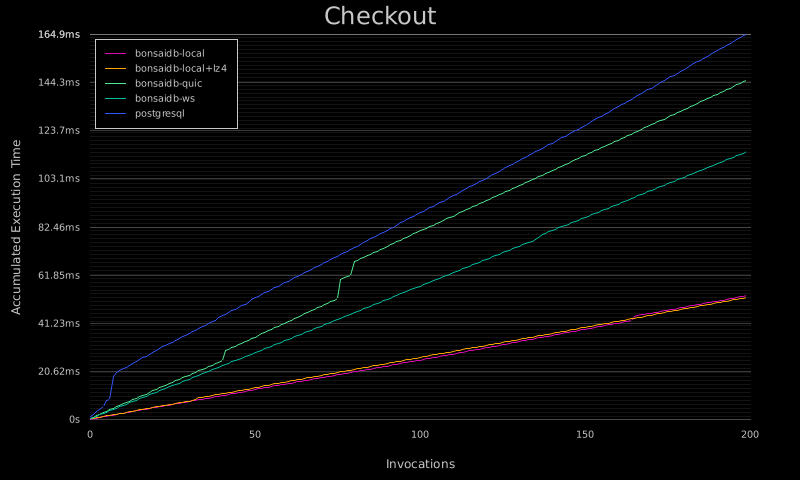 Checkout
164.9ms
144.3ms
123.7ms
103.1ms
82.46ms
61.85ms
41.23ms
20.62ms
0s
bonsaidb-local
bonsaidb-local+lz4
bonsaidb-quic
bonsaidb-ws
postgresql
Accumulated Execution Time
0 50 100 150 200
Invocations